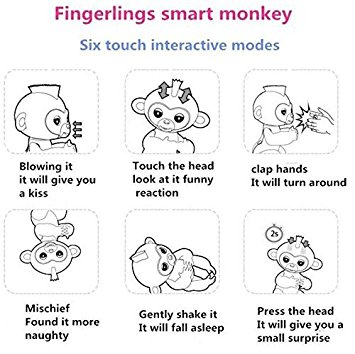 Fingerlings smart monkey
Six touch interactive modes
Blowing it
it will give you
a kiss
Touch the head
look at it funny
reaction
clap hands
It will turn around
2s
Mischief
Found it more
naughty
Gently shake it
It will fall asleep
Press the head
It will give you a
small surprise